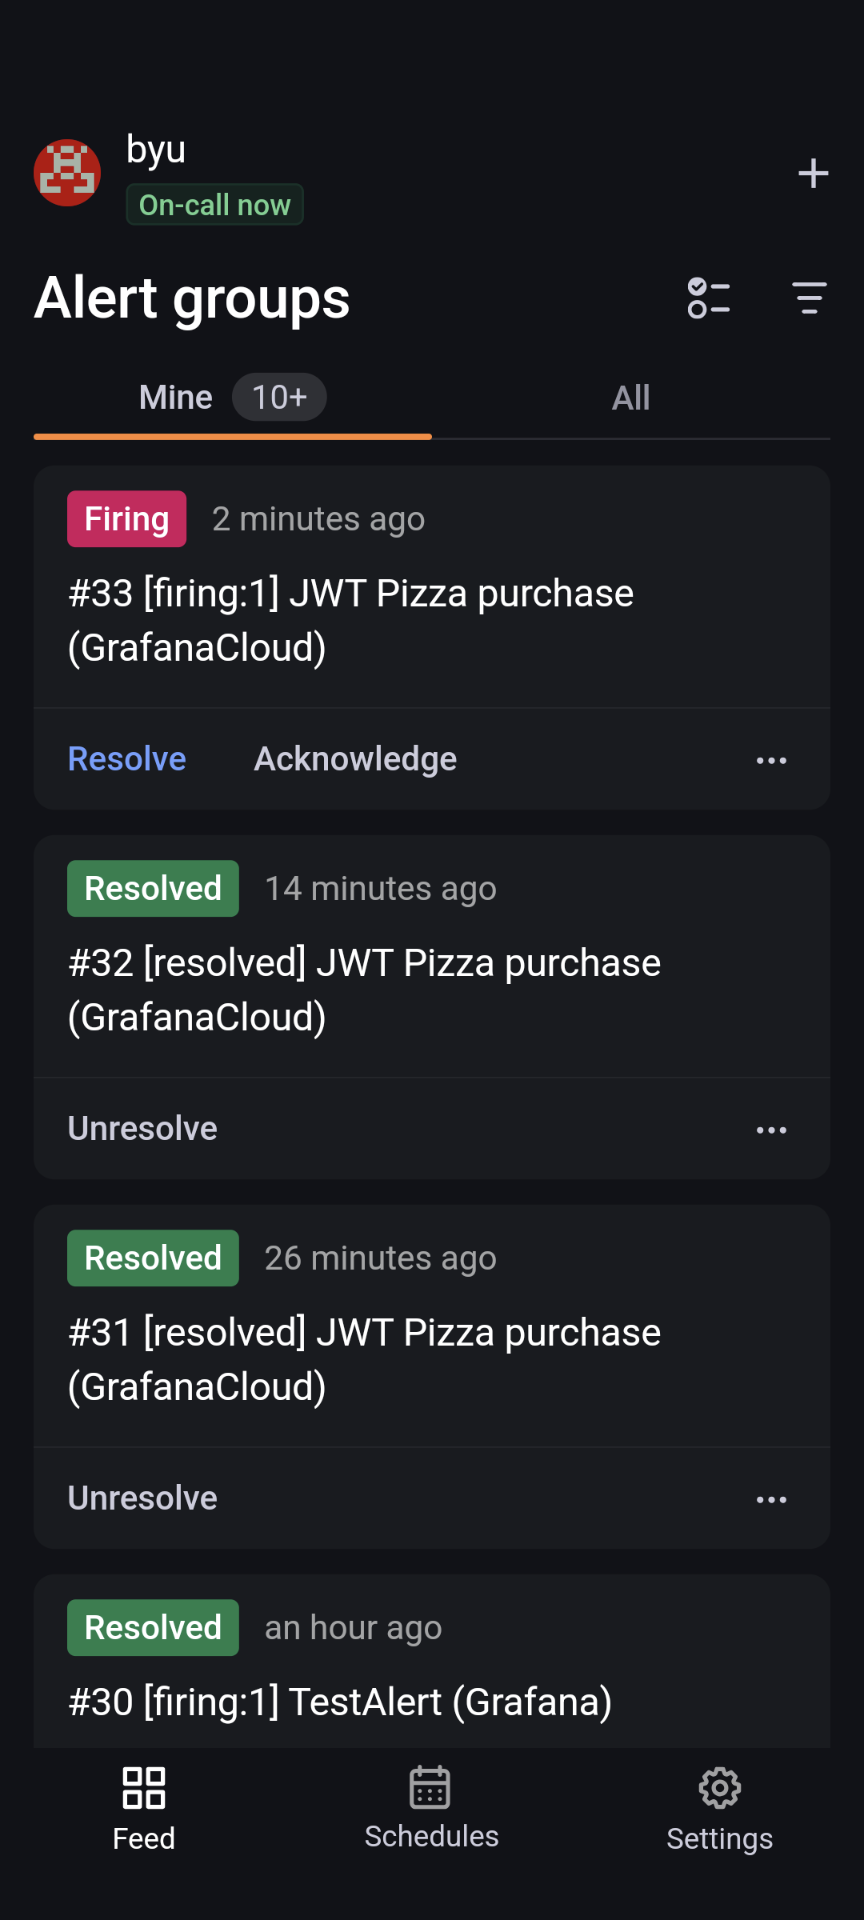 byu
On-call now
Alert groups
Mine 10+ All
Firing 2 minutes ago
#33 [firing:1] JWT Pizza purchase
(GrafanaCloud)
Resolve Acknowledge
Resolved 14 minutes ago
#32 [resolved] JWT Pizza purchase
(GrafanaCloud)
Unresolve
Resolved 26 minutes ago
#31 [resolved] JWT Pizza purchase
(GrafanaCloud)
Unresolve
Resolved an hour ago
#30 [firing:1] TestAlert (Grafana)
Feed Schedules Settings